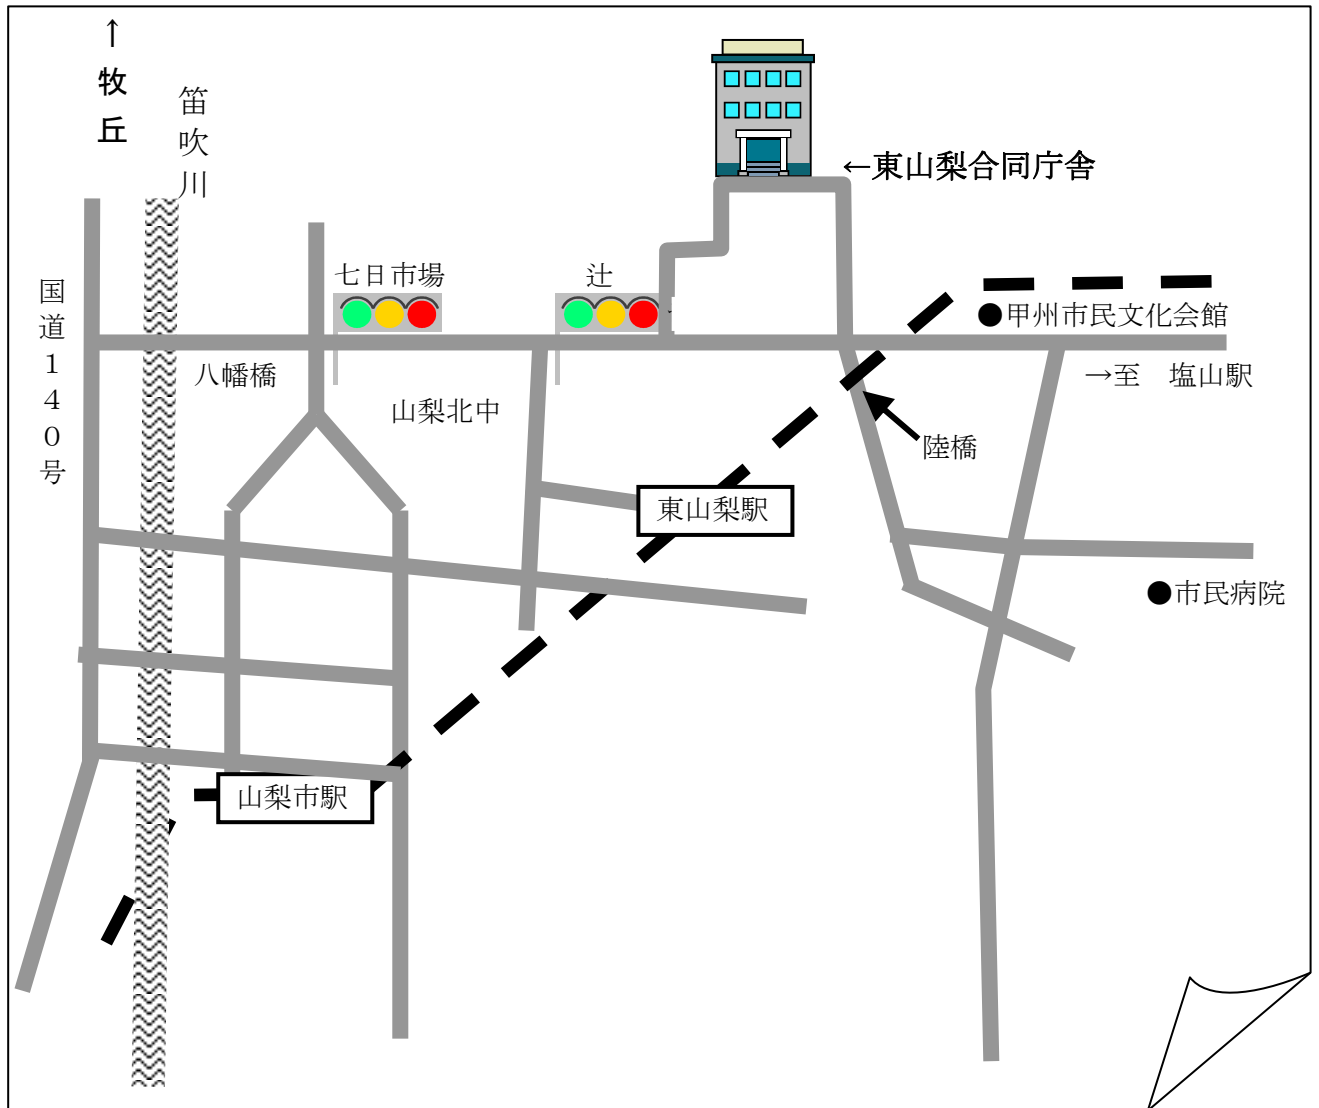 ↑牧丘
笛吹川
←東山梨合同庁舎
国道140号
七日市場
辻
●甲州市民文化会館
八幡橋
→至　塩山駅
山梨北中
陸橋
東山梨駅
●市民病院
山梨市駅